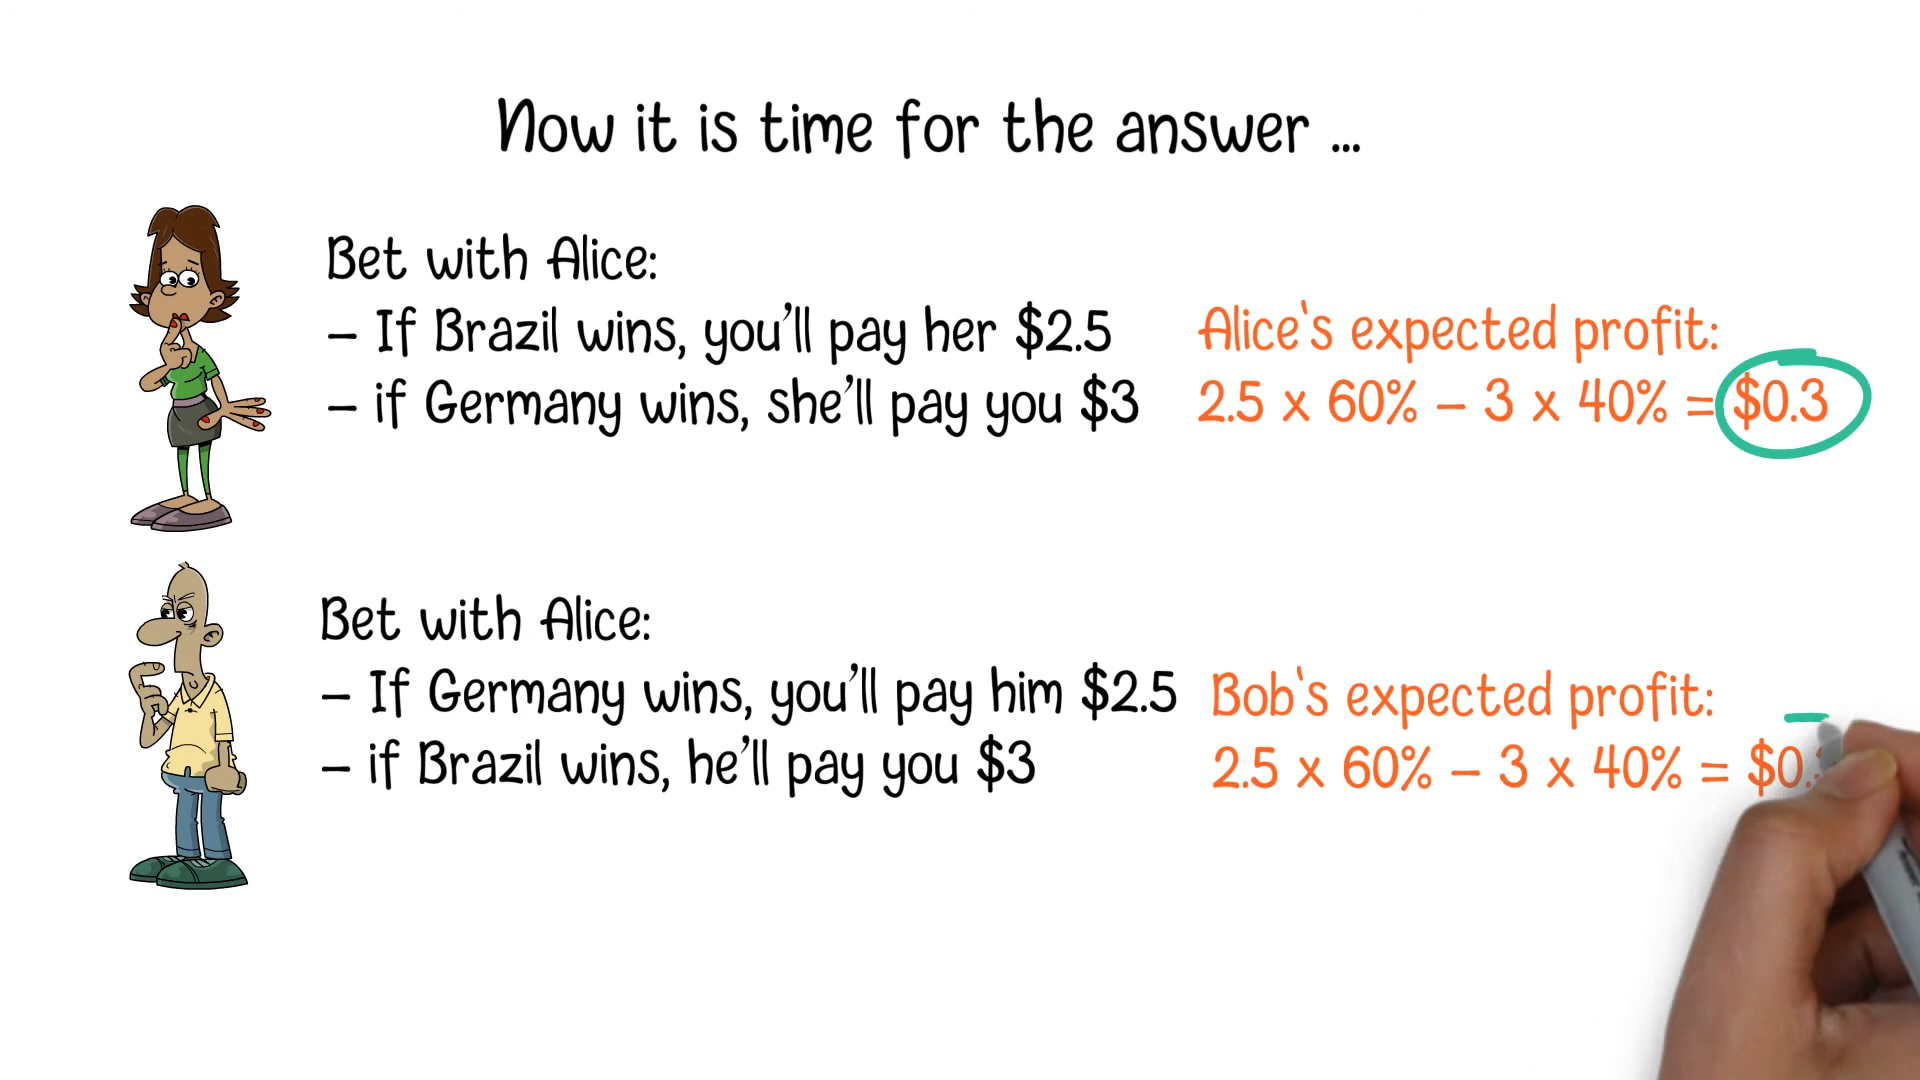 Now it is time for the answer ...
Bet with Alice:
– If Brazil wins, you'll pay her $2.5
– if Germany wins, she'll pay you $3
Alice's expected profit:
2.5 x 60% – 3 x 40% = $0.3
Bet with Alice:
– If Germany wins, you'll pay him $2.5
– if Brazil wins, he'll pay you $3
Bob's expected profit:
2.5 x 60% – 3 x 40% =